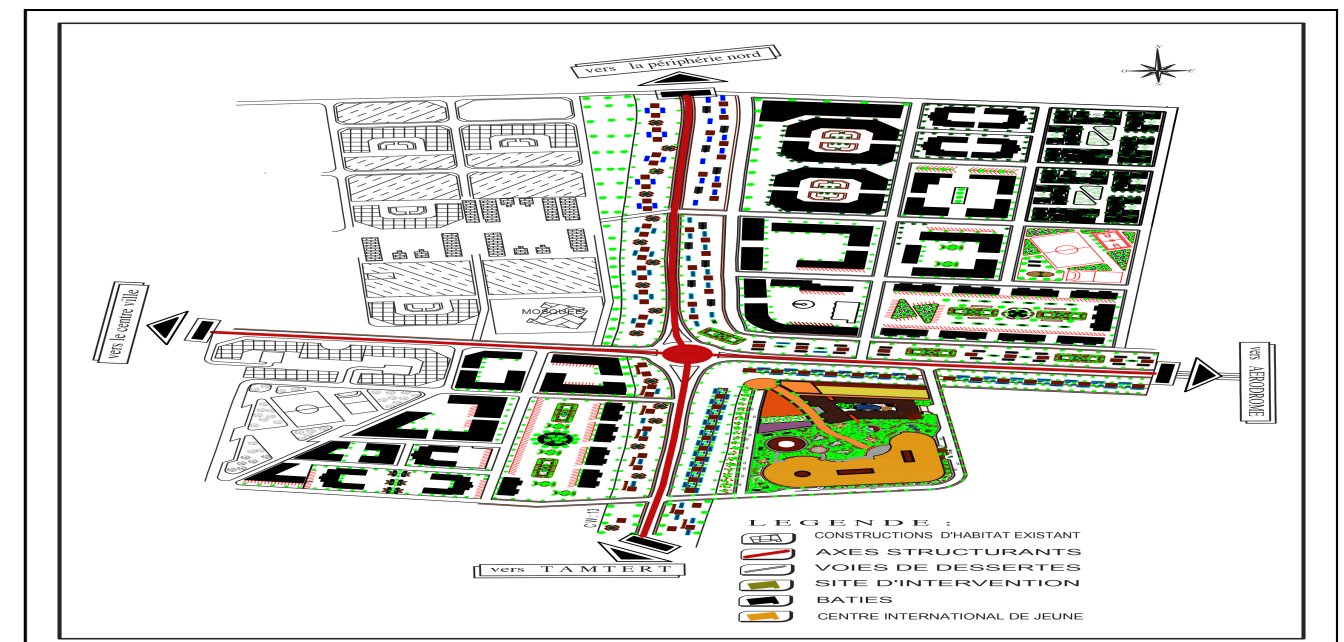 vers la périphérie nord
N
O E
S
vers le centre ville
MOSQUEE
vers AERODROME
CW:13
vers TAMTERT
LEGENDE :
CONSTRUCTIONS D'HABITAT EXISTANT
AXES STRUCTURANTS
VOIES DE DESSERTES
SITE D'INTERVENTION
BATIES
CENTRE INTERNATIONAL DE JEUNE